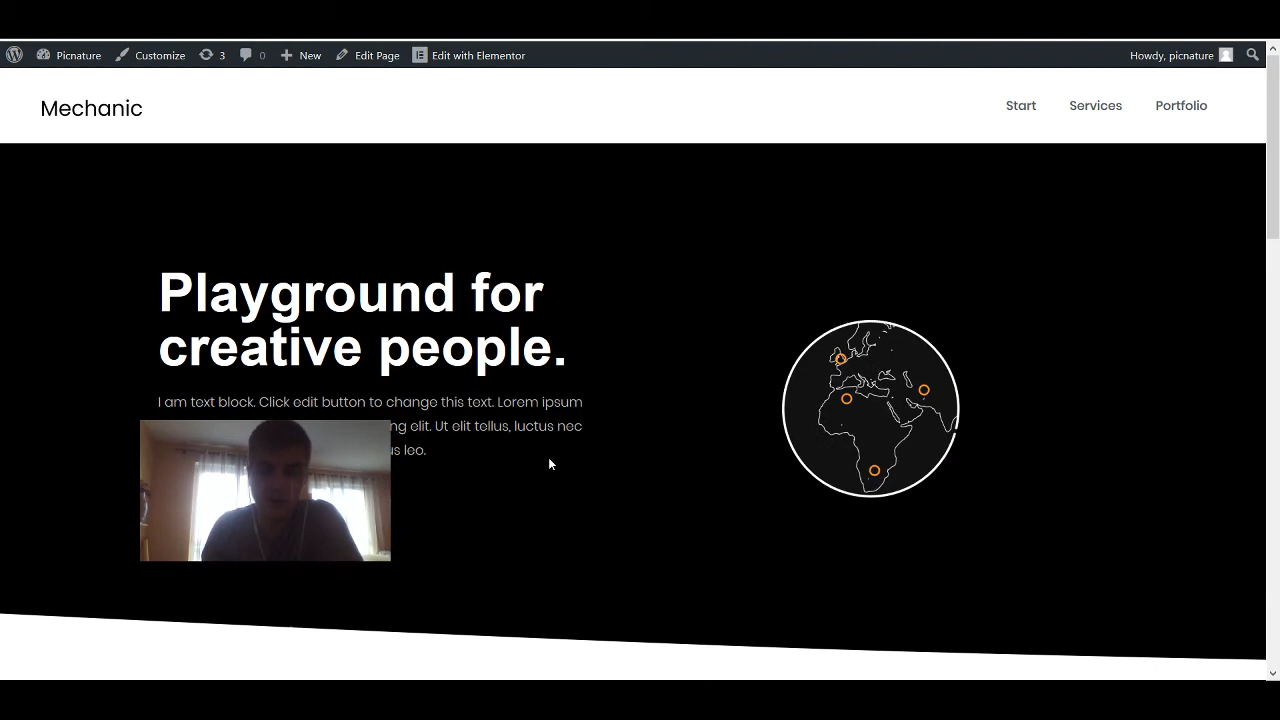 Picnature Customize 3 0 New Edit Page Edit with Elementor Howdy, picnature
Mechanic Start Services Portfolio
Playground for
creative people.
I am text block. Click edit button to change this text. Lorem ipsum
elit. Ut elit tellus, luctus nec
leo.